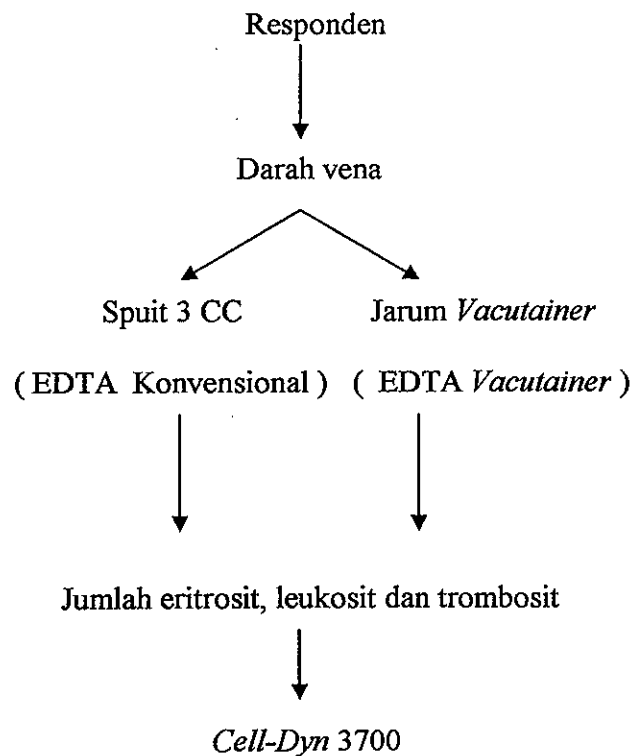 Responden
Darah vena
Spuit 3 CC Jarum Vacutainer
( EDTA Konvensional ) ( EDTA Vacutainer )
Jumlah eritrosit, leukosit dan trombosit
Cell-Dyn 3700